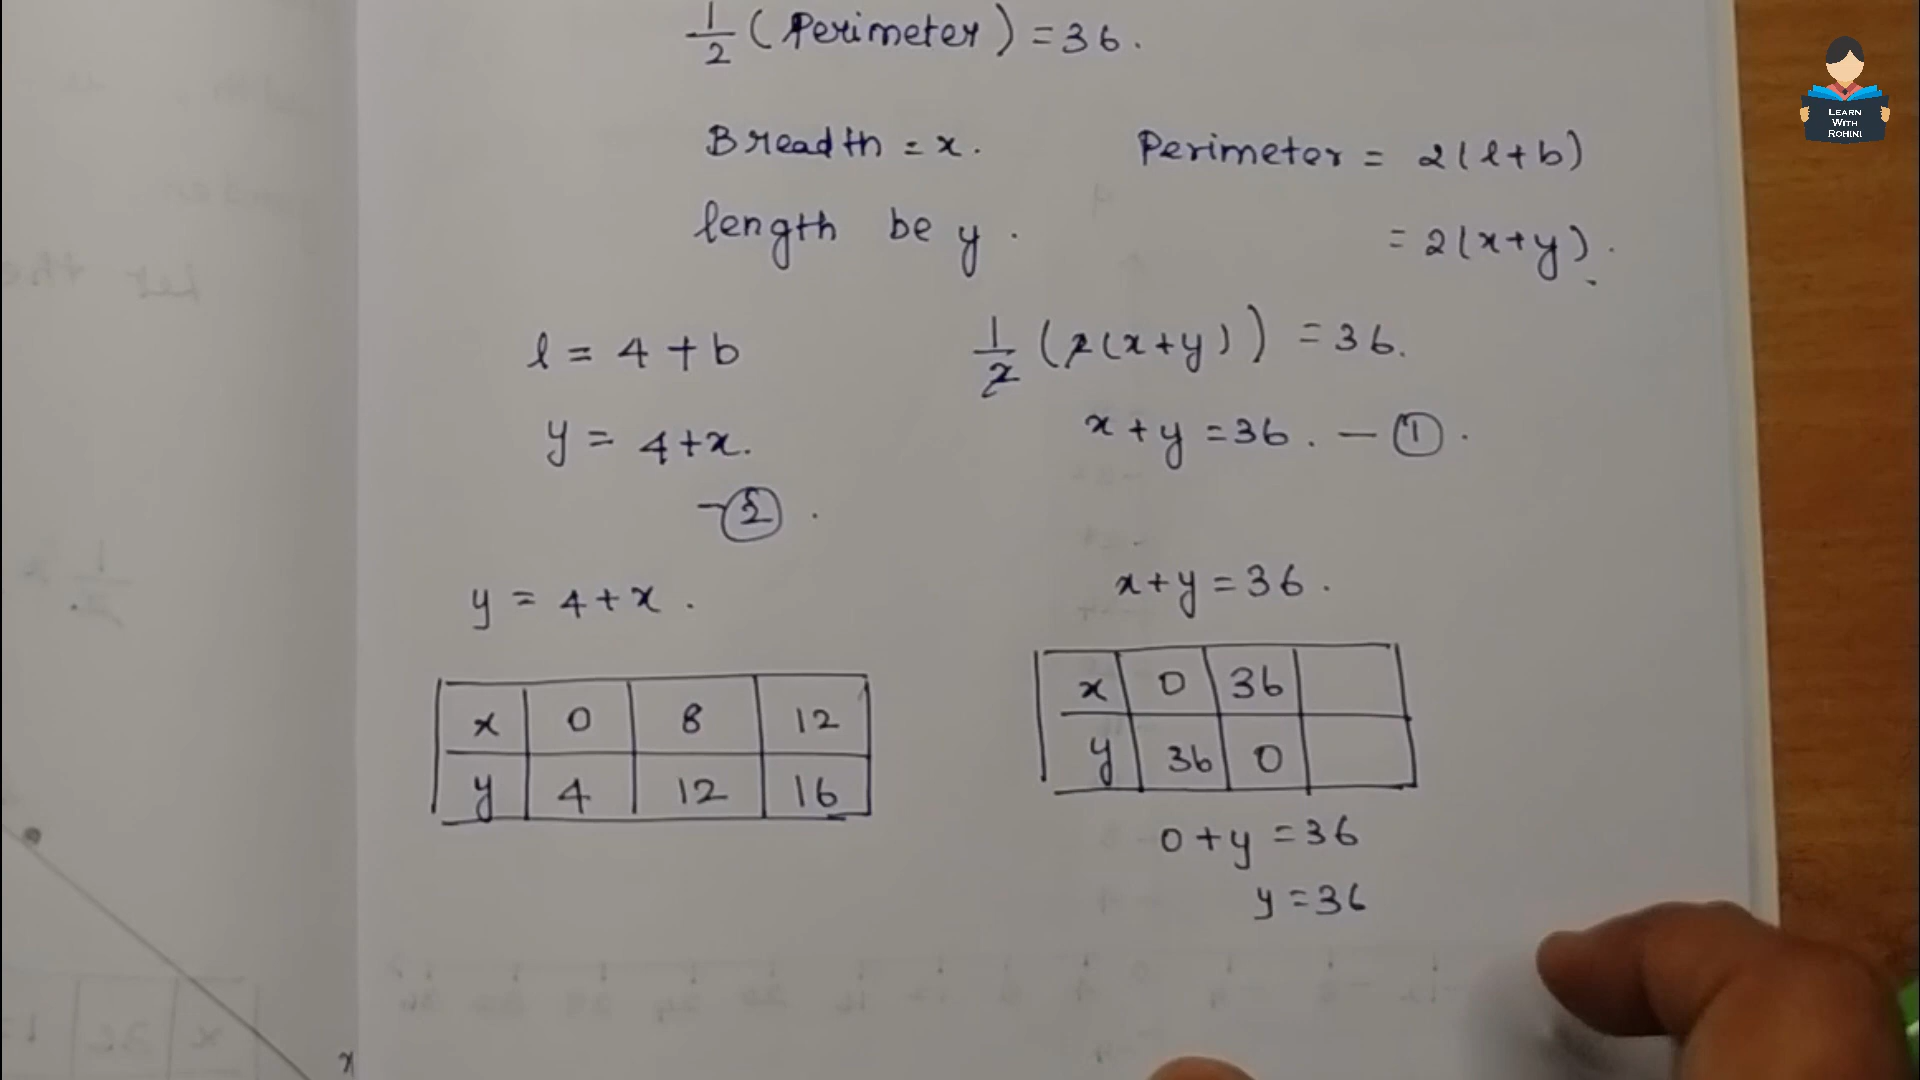 1/2 (Perimeter) = 36.
LEARN
WITH
ROHINI
Breadth = x.
Perimeter = 2(l+b)
length be y.
= 2(x+y).
l = 4+b
1/2 (2(x+y)) = 36.
y = 4+x.
x+y = 36. — ①.
— ②.
y = 4+x.
x+y = 36.
x 0 8 12
y 4 12 16
x 0 36
y 36 0
0+y = 36
y = 36
x